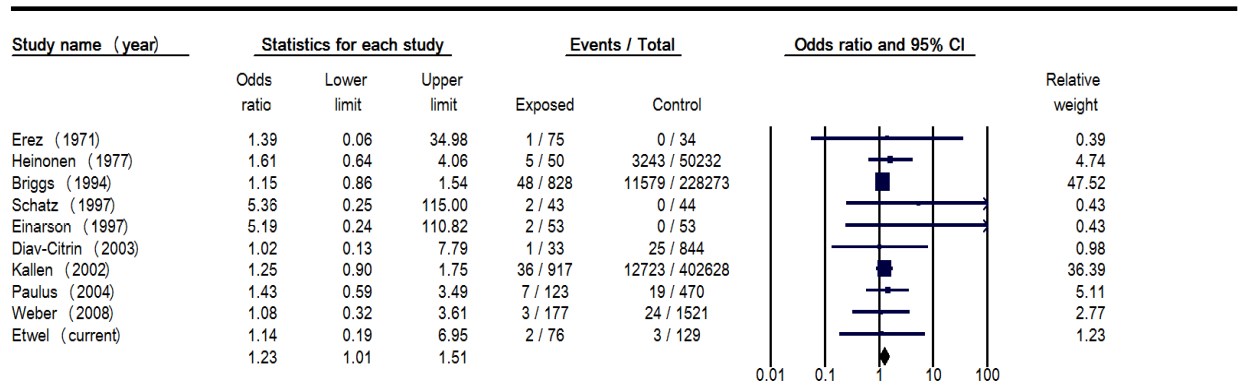 Study name (year) Statistics for each study Events / Total Odds ratio and 95% CI
Odds Lower Upper Relative
ratio limit limit Exposed Control weight
Erez (1971) 1.39 0.06 34.98 1 / 75 0 / 34 0.39
Heinonen (1977) 1.61 0.64 4.06 5 / 50 3243 / 50232 4.74
Briggs (1994) 1.15 0.86 1.54 48 / 828 11579 / 228273 47.52
Schatz (1997) 5.36 0.25 115.00 2 / 43 0 / 44 0.43
Einarson (1997) 5.19 0.24 110.82 2 / 53 0 / 53 0.43
Diav-Citrin (2003) 1.02 0.13 7.79 1 / 33 25 / 844 0.98
Kallen (2002) 1.25 0.90 1.75 36 / 917 12723 / 402628 36.39
Paulus (2004) 1.43 0.59 3.49 7 / 123 19 / 470 5.11
Weber (2008) 1.08 0.32 3.61 3 / 177 24 / 1521 2.77
Etwel (current) 1.14 0.19 6.95 2 / 76 3 / 129 1.23
1.23 1.01 1.51
0.01 0.1 1 10 100